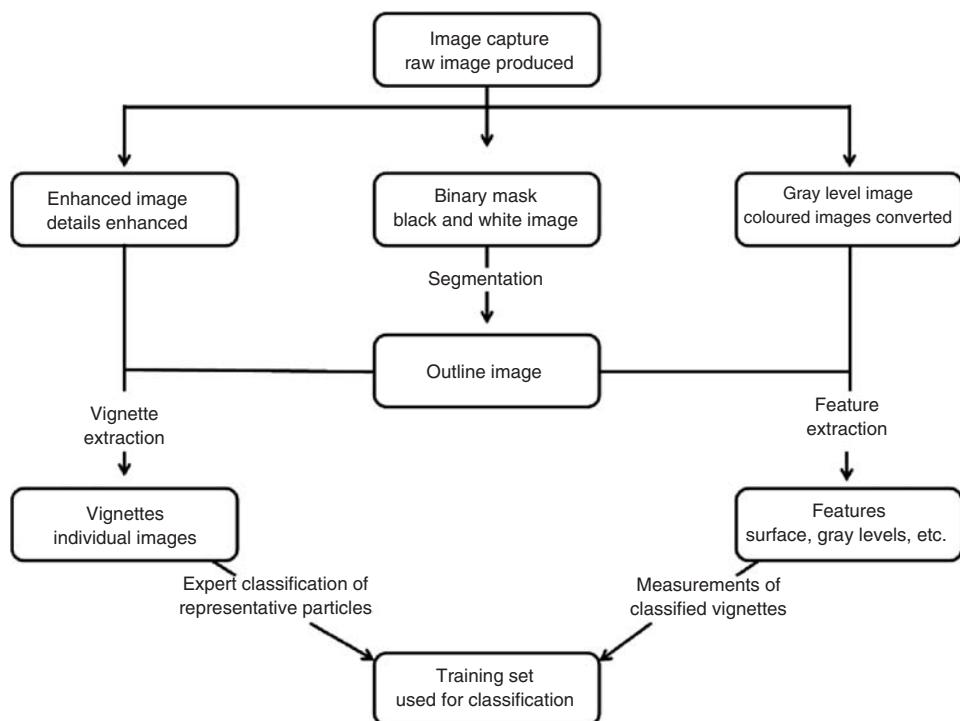 Image capture
raw image produced
Enhanced image
details enhanced
Binary mask
black and white image
Gray level image
coloured images converted
Segmentation
Outline image
Vignette
extraction
Feature
extraction
Vignettes
individual images
Features
surface, gray levels, etc.
Expert classification of
representative particles
Measurements of
classified vignettes
Training set
used for classification